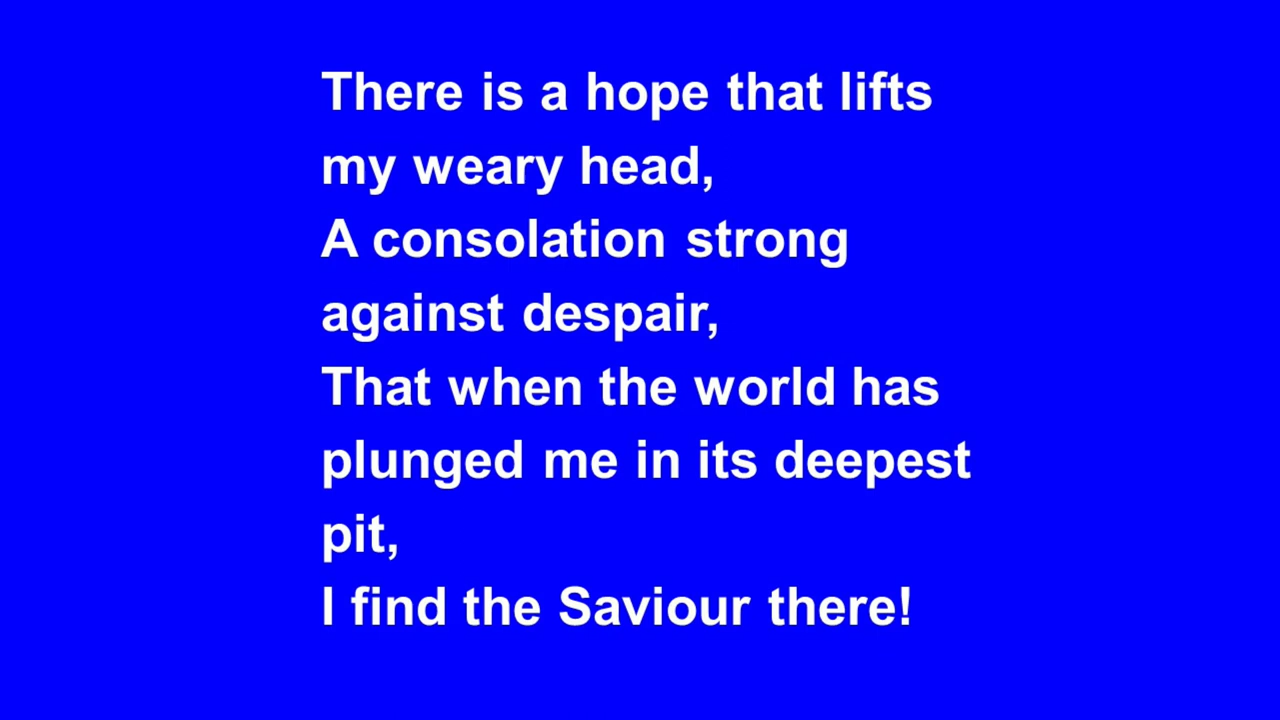 There is a hope that lifts
my weary head,
A consolation strong
against despair,
That when the world has
plunged me in its deepest
pit,
I find the Saviour there!